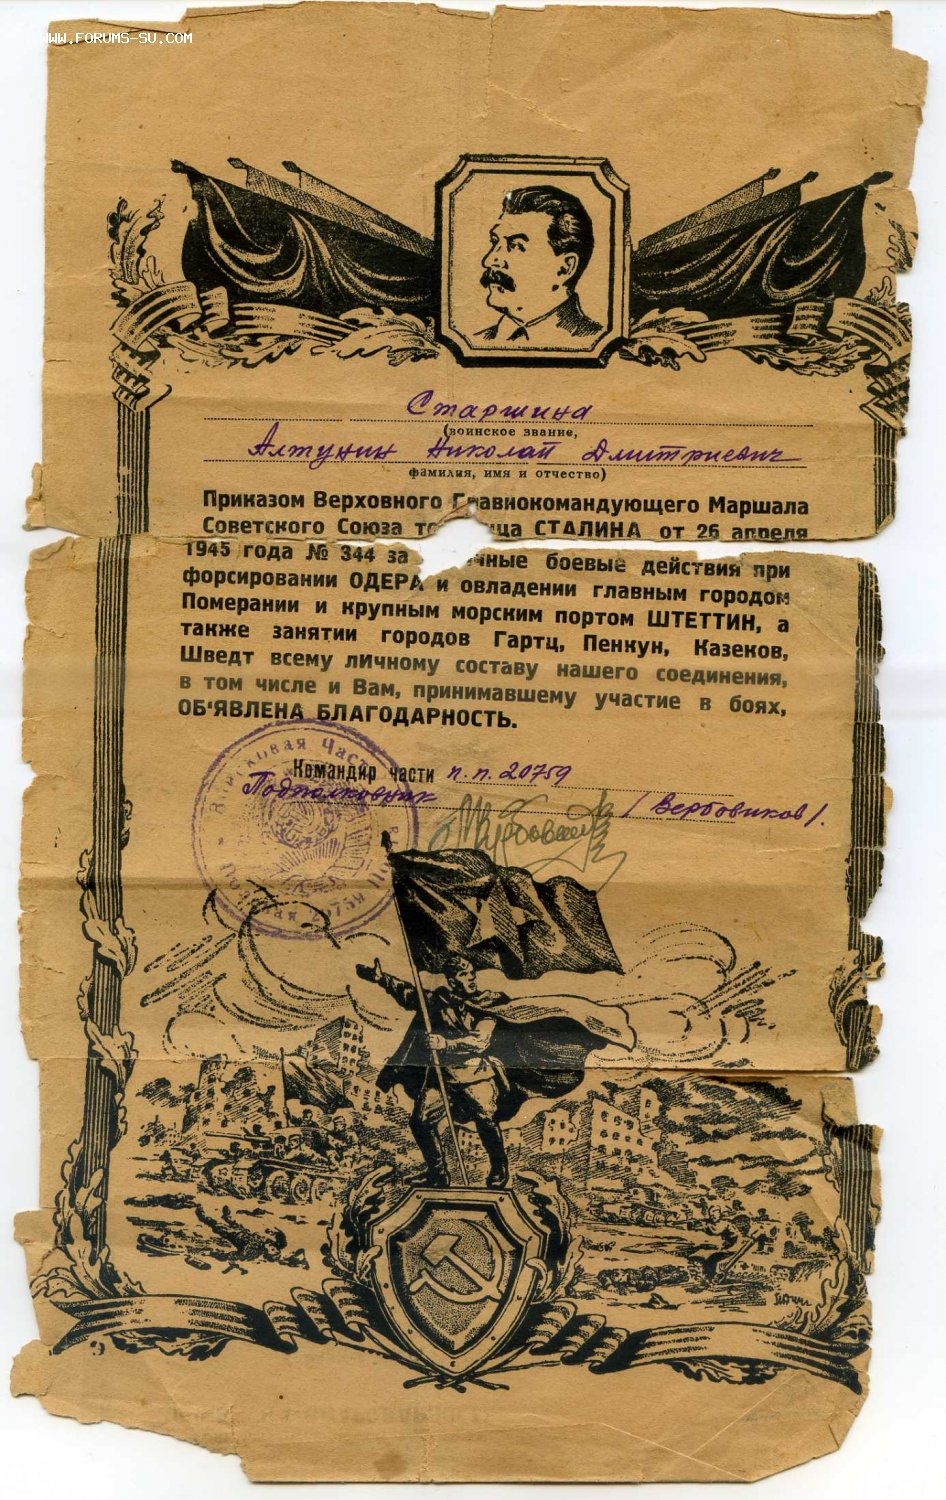 WWW.FORUMS-SU.COM
Старшина
(воинское звание,
Алтунин Николай Дмитриевич
фамилия, имя и отчество)
Приказом Верховного Главнокомандующего Маршала
Советского Союза СТАЛИНА от 26 апреля
1945 года № 344 за боевые действия при
форсировании ОДЕРА и овладении главным городом
Померании и крупным морским портом ШТЕТТИН, а
также занятии городов Гартц, Пенкун, Казеков,
Шведт всему личному составу нашего соединения,
в том числе и Вам, принимавшему участие в боях,
ОБ'ЯВЛЕНА БЛАГОДАРНОСТЬ.
Войсковая Часть
Командир части п.п. 20759
Подполковник /Вербовиков/.